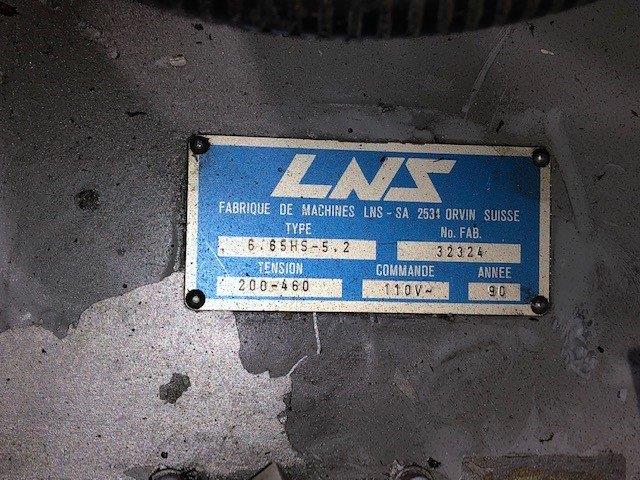 LNS
FABRIQUE DE MACHINES LNS-SA 2534 ORVIN SUISSE
TYPE No. FAB.
6.65HS-5.2 32324
TENSION COMMANDE ANNEE
200-460 110V~ 90